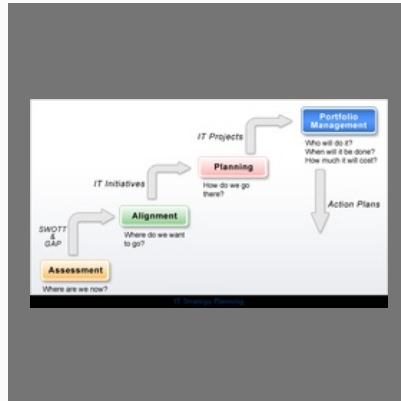 Portfolio
Management
Who will do it?
When will it be done?
How much it will cost?
IT Projects
Planning
How do we go
there?
Action Plans
IT Initiatives
Alignment
Where do we want
to go?
SWOTT
&
GAP
Assessment
Where are we now?
IT Strategy Planning